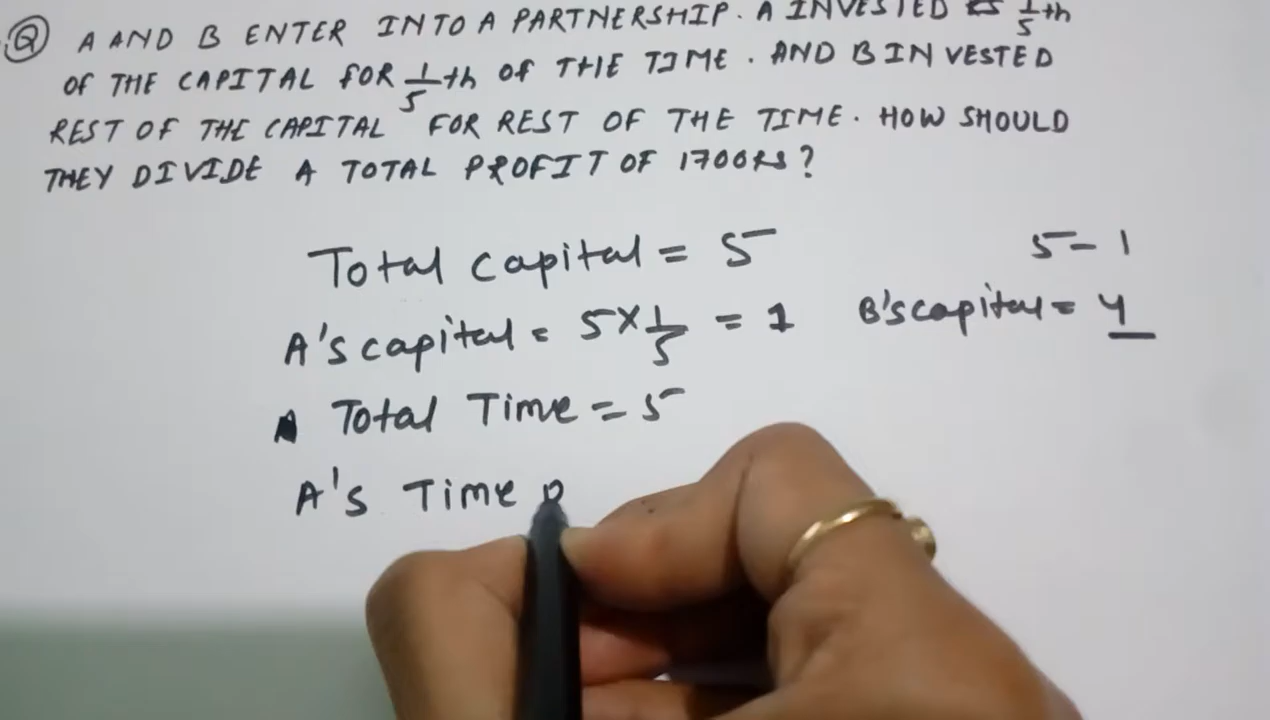 Q A AND B ENTER INTO A PARTNERSHIP. A INVESTED 1/5th
OF THE CAPITAL FOR 1/5th OF THE TIME. AND B INVESTED
REST OF THE CAPITAL FOR REST OF THE TIME. HOW SHOULD
THEY DIVIDE A TOTAL PROFIT OF 1700RS?
Total capital = 5
5-1
A's capital = 5×1/5 = 1
B's capital = 4
Total Time = 5
A's Time P